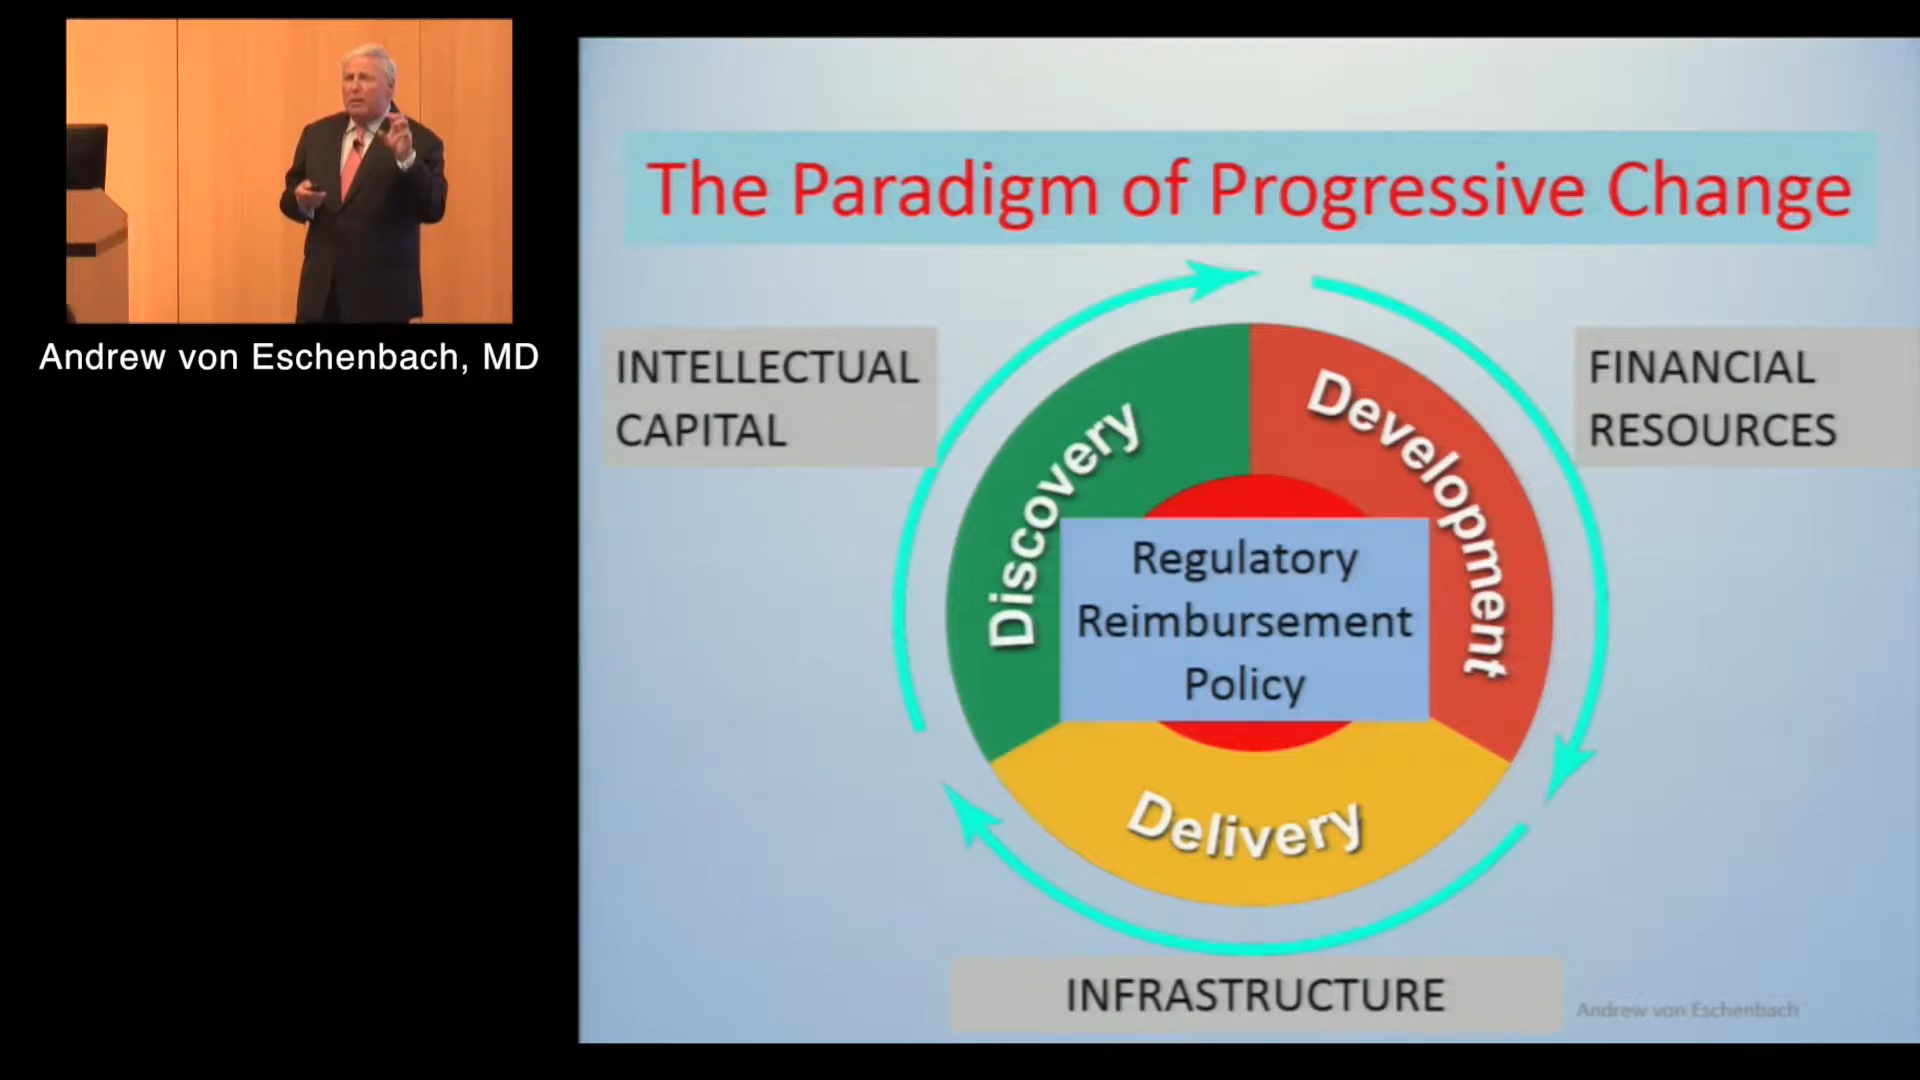 Andrew von Eschenbach, MD
The Paradigm of Progressive Change
INTELLECTUAL
CAPITAL
FINANCIAL
RESOURCES
Discovery
Development
Regulatory
Reimbursement
Policy
Delivery
INFRASTRUCTURE
Andrew von Eschenbach